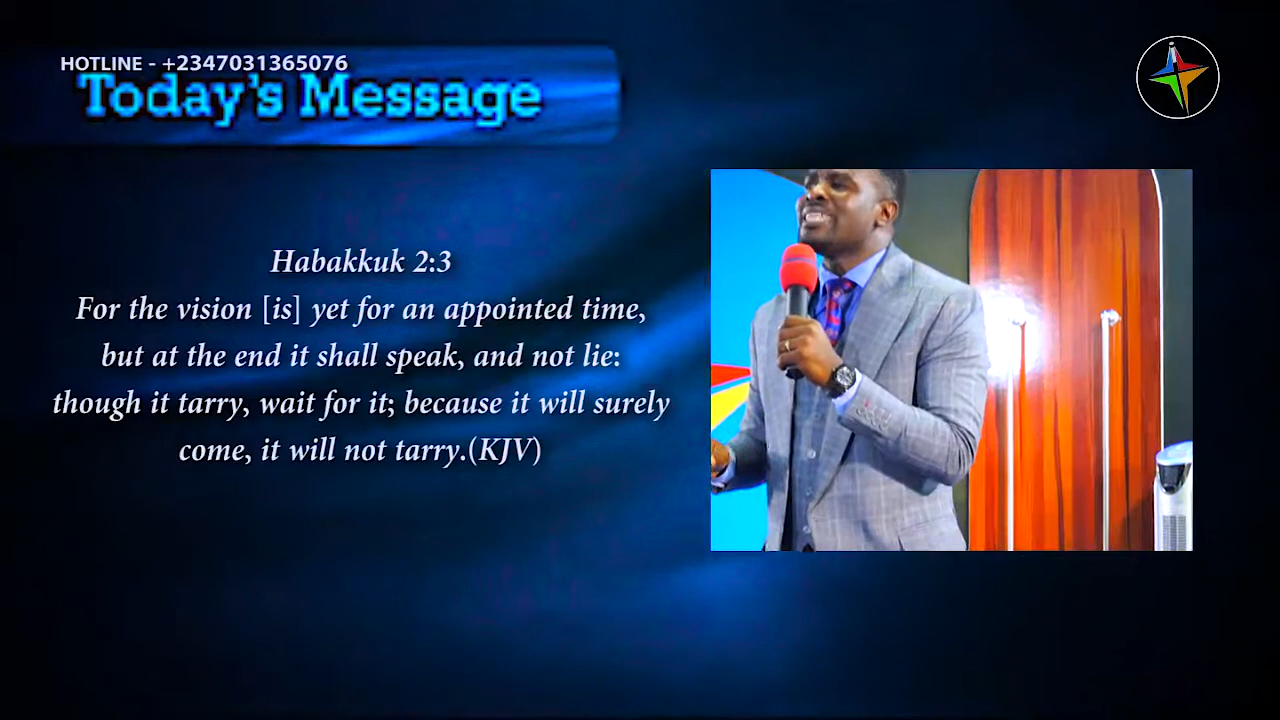 HOTLINE - +2347031365076
Today's Message
Habakkuk 2:3
For the vision [is] yet for an appointed time,
but at the end it shall speak, and not lie:
though it tarry, wait for it; because it will surely
come, it will not tarry.(KJV)